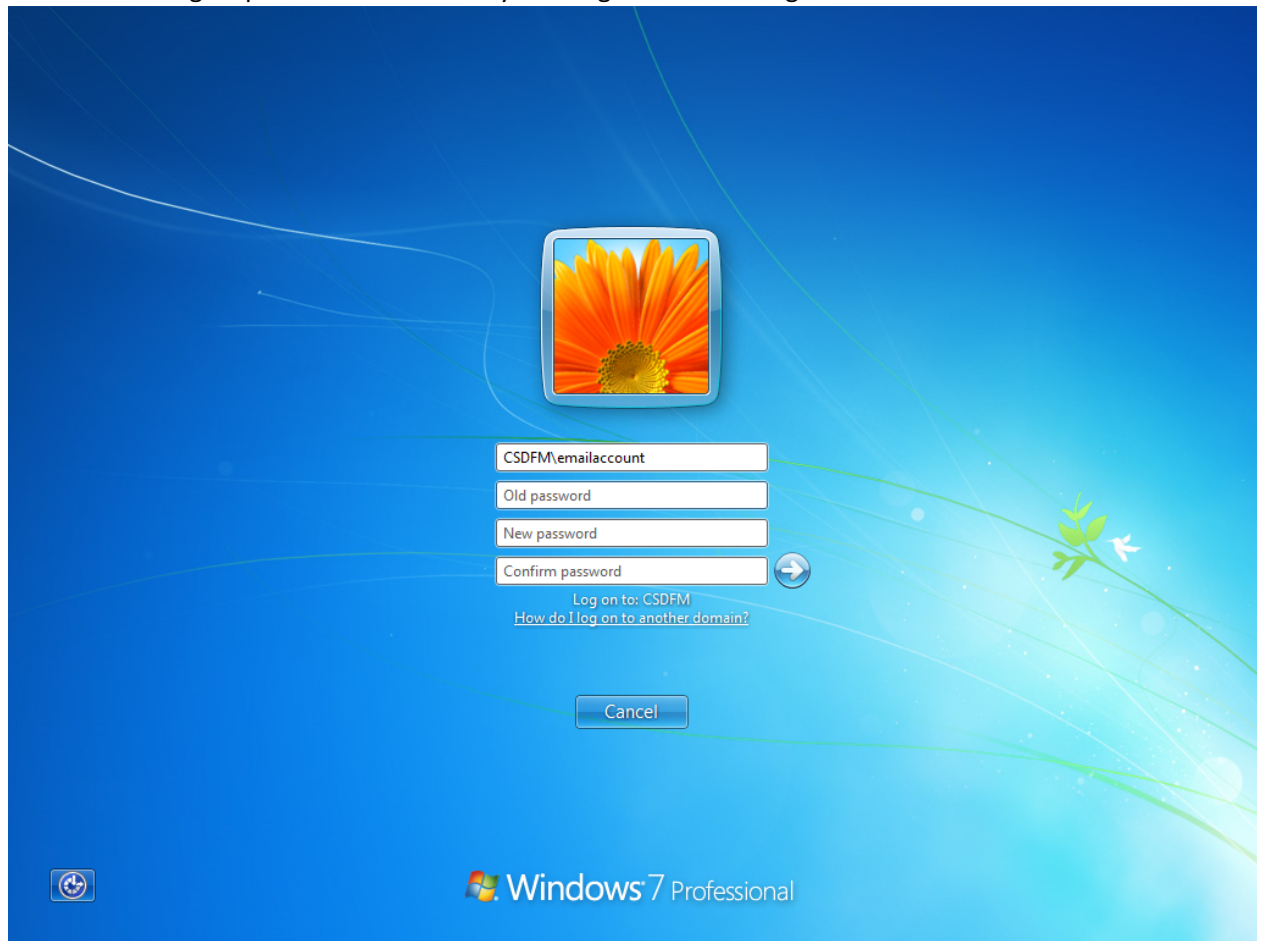 CSDFM\emailaccount
Old password
New password
Confirm password
Log on to: CSDFM
How do I log on to another domain?
Cancel
Windows 7 Professional